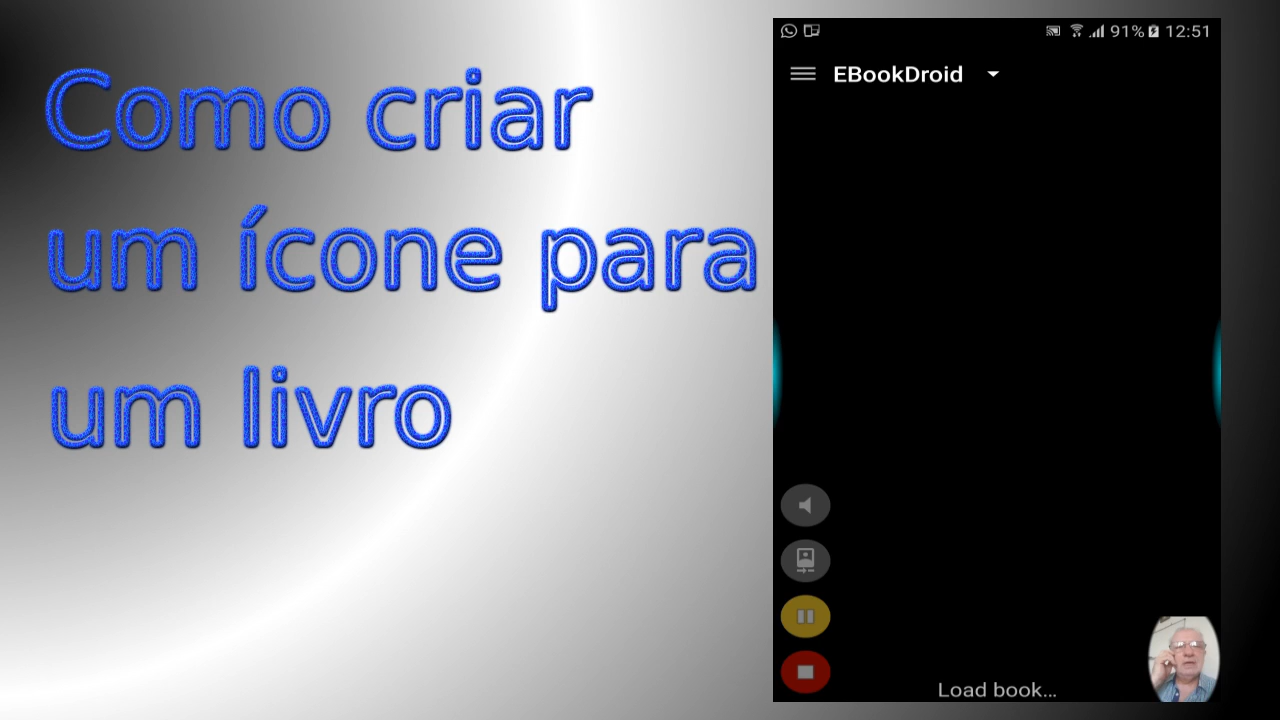 Como criar
um ícone para
um livro
91% 12:51
EBookDroid
Load book...